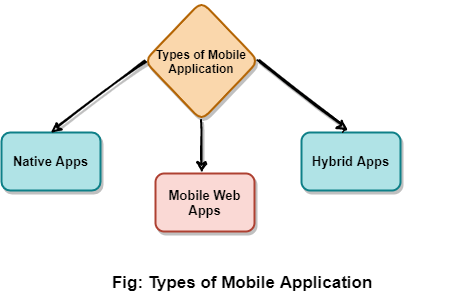 Types of Mobile
Application
Native Apps
Mobile Web
Apps
Hybrid Apps
Fig: Types of Mobile Application